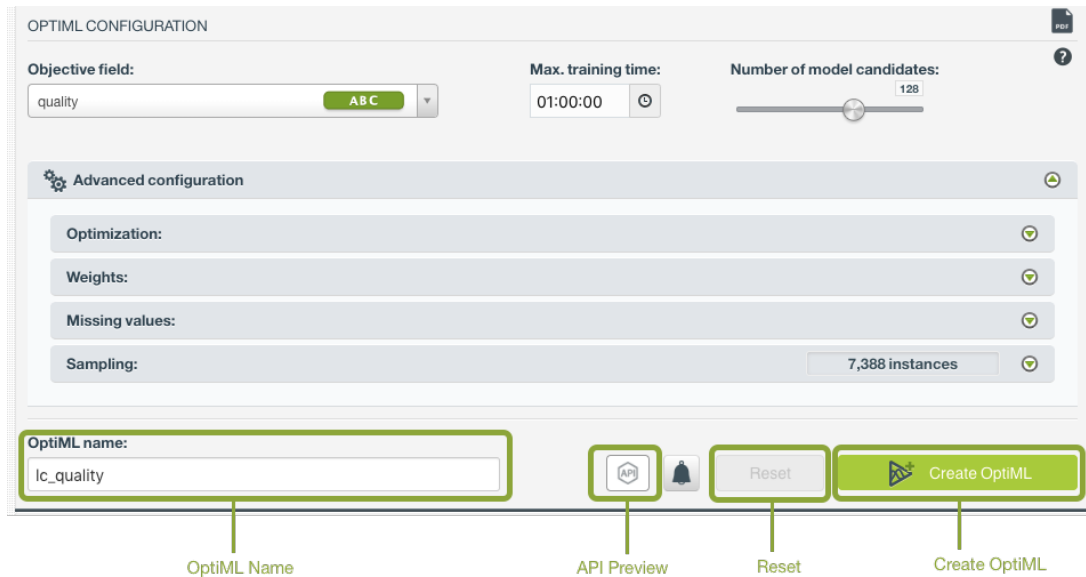 OPTIML CONFIGURATION
PDF
Objective field:
Max. training time:
Number of model candidates:
quality
ABC
01:00:00
128
Advanced configuration
Optimization:
Weights:
Missing values:
Sampling:
7,388 instances
OptiML name:
lc_quality
API
Reset
Create OptiML
OptiML Name
API Preview
Reset
Create OptiML